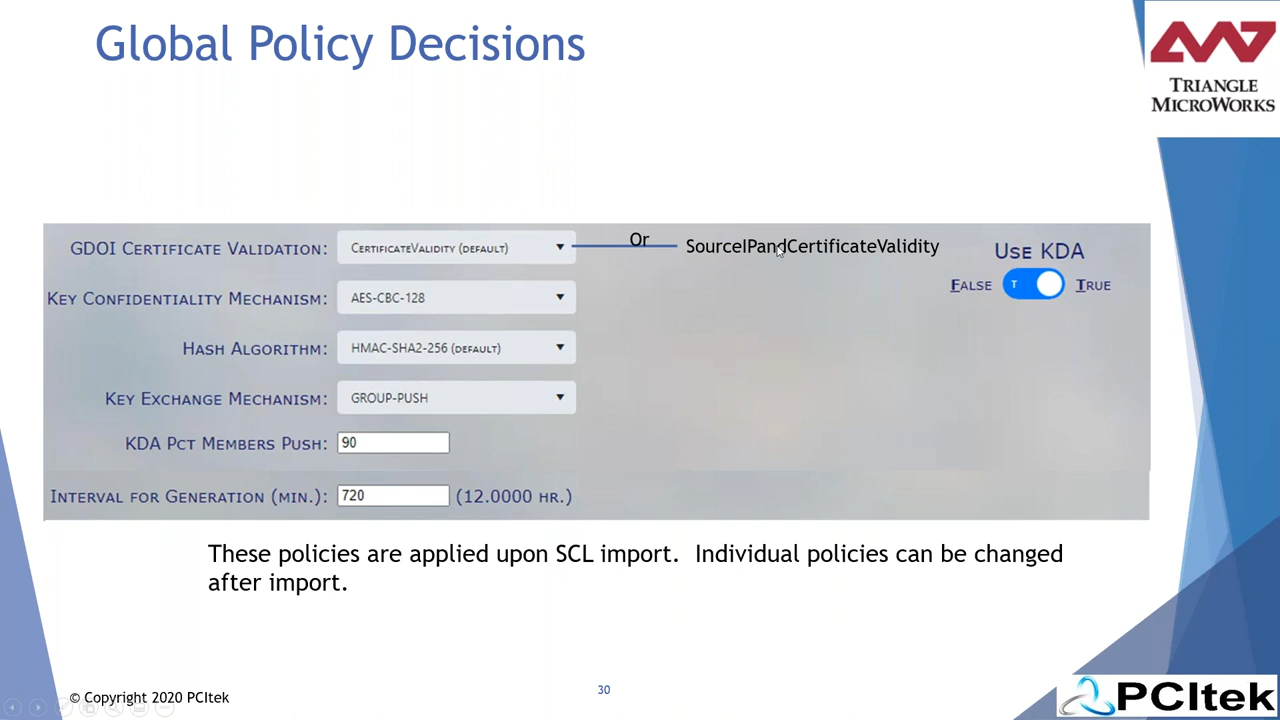 Global Policy Decisions
TRIANGLE
MICROWORKS
GDOI CERTIFICATE VALIDATION: CERTIFICATEVALIDITY (DEFAULT) Or SourceIPandCertificateValidity
USE KDA
FALSE T TRUE
KEY CONFIDENTIALITY MECHANISM: AES-CBC-128
HASH ALGORITHM: HMAC-SHA2-256 (DEFAULT)
KEY EXCHANGE MECHANISM: GROUP-PUSH
KDA PCT MEMBERS PUSH: 90
INTERVAL FOR GENERATION (MIN.): 720 (12.0000 HR.)
These policies are applied upon SCL import. Individual policies can be changed
after import.
© Copyright 2020 PCItek
30
PCItek